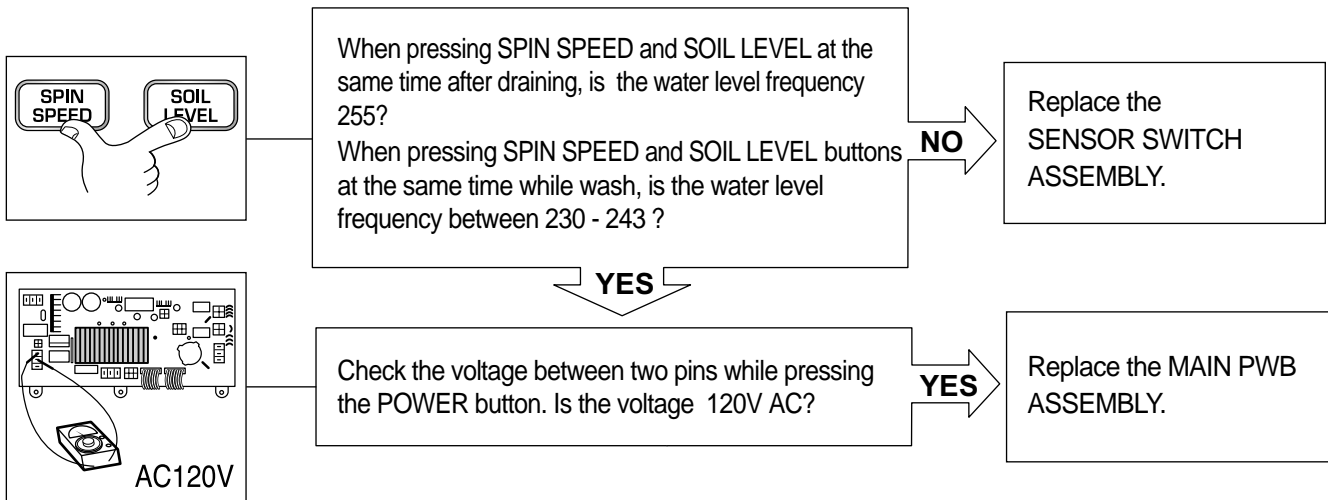 SPIN
SPEED
SOIL
LEVEL
When pressing SPIN SPEED and SOIL LEVEL at the
same time after draining, is the water level frequency
255?
When pressing SPIN SPEED and SOIL LEVEL buttons
at the same time while wash, is the water level
frequency between 230 - 243 ?
NO
Replace the
SENSOR SWITCH
ASSEMBLY.
YES
AC120V
Check the voltage between two pins while pressing
the POWER button. Is the voltage 120V AC?
YES
Replace the MAIN PWB
ASSEMBLY.